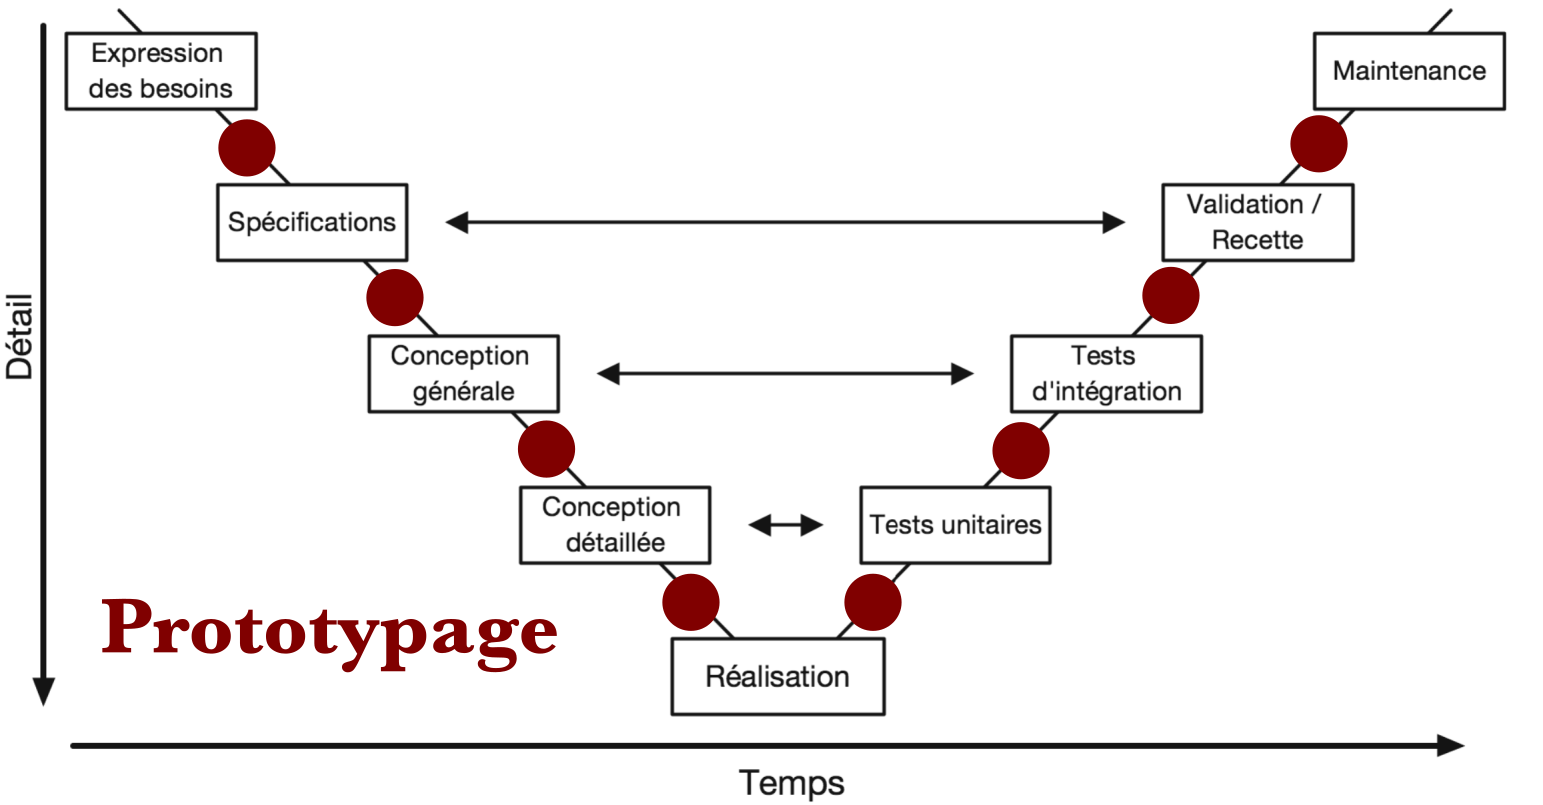 Expression
des besoins
Maintenance
Spécifications
Validation /
Recette
Détail
Conception
générale
Tests
d'intégration
Conception
détaillée
Tests unitaires
Prototypage
Réalisation
Temps